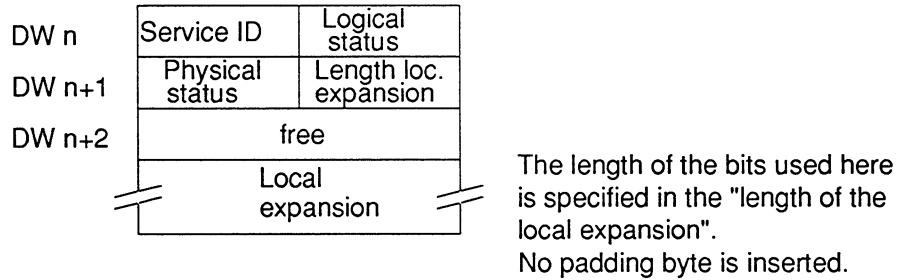 DW n
Service ID
Logical
status
DW n+1
Physical
status
Length loc.
expansion
DW n+2
free
Local
expansion
The length of the bits used here
is specified in the "length of the
local expansion".
No padding byte is inserted.